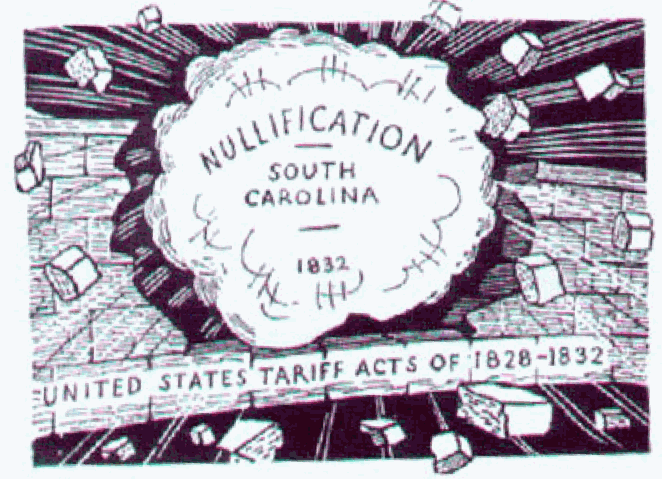 NULLIFICATION
SOUTH
CAROLINA
1832
UNITED STATES TARIFF ACTS OF 1828-1832